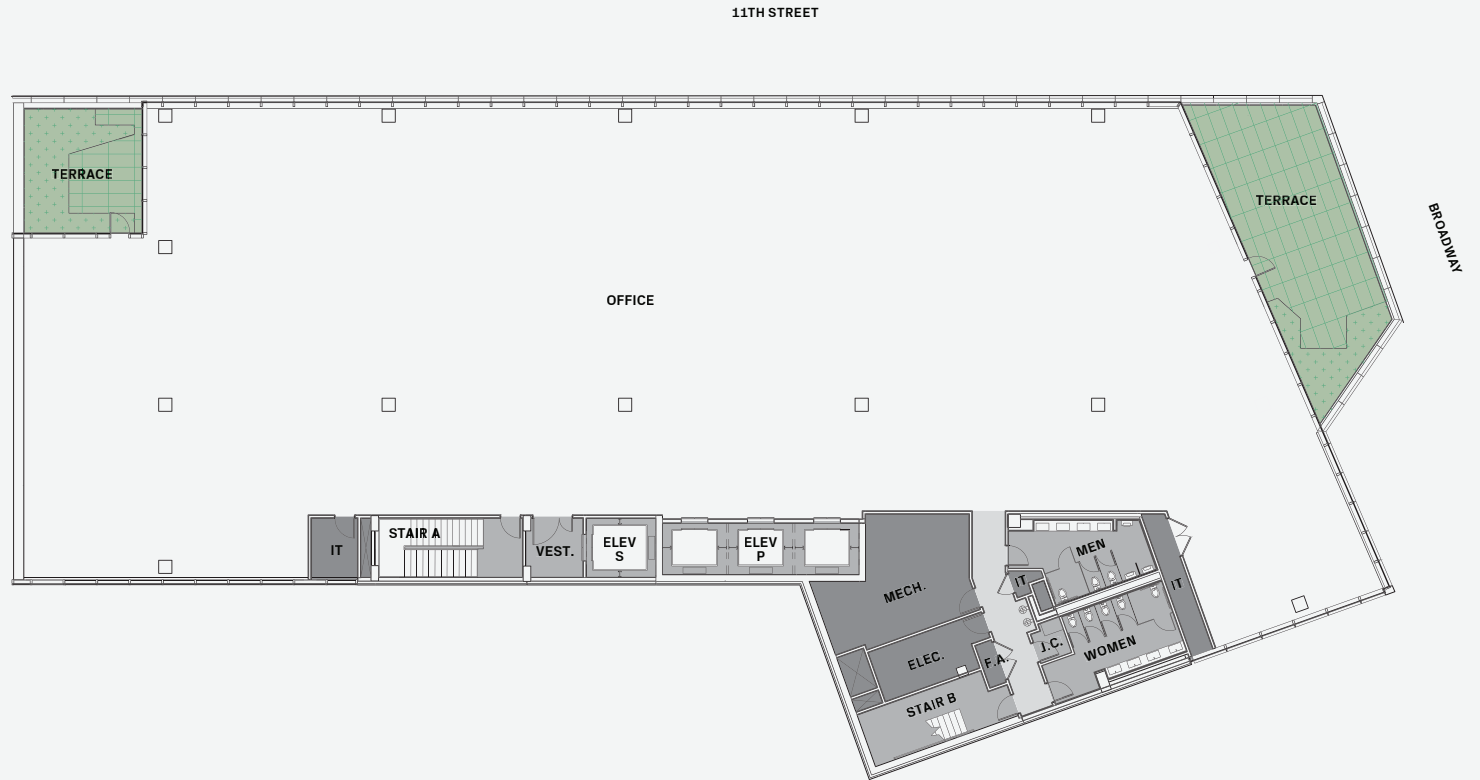 11TH STREET
TERRACE
TERRACE
BROADWAY
OFFICE
STAIR A
IT
VEST.
ELEV
S
ELEV
P
MEN
IT
IT
MECH.
ELEC.
F.A.
J.C.
WOMEN
STAIR B